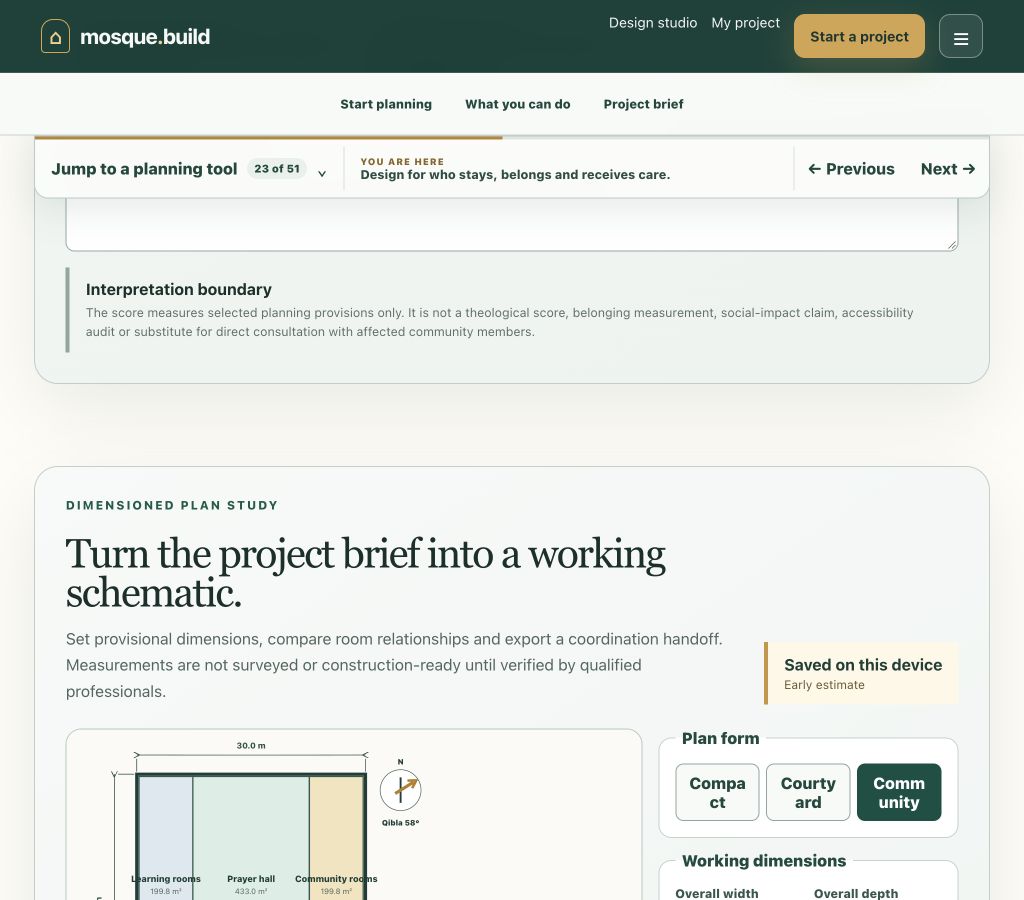 mosque.build
Design studio
My project
Start a project
Start planning
What you can do
Project brief
Jump to a planning tool
23 of 51
YOU ARE HERE
Design for who stays, belongs and receives care.
← Previous
Next →
Interpretation boundary
The score measures selected planning provisions only. It is not a theological score, belonging measurement, social-impact claim, accessibility
audit or substitute for direct consultation with affected community members.
DIMENSIONED PLAN STUDY
Turn the project brief into a working
schematic.
Set provisional dimensions, compare room relationships and export a coordination handoff.
Measurements are not surveyed or construction-ready until verified by qualified
professionals.
Saved on this device
Early estimate
30.0 m
N
Qibla 58°
Learning rooms
199.8 m²
Prayer hall
433.0 m²
Community rooms
199.8 m²
Plan form
Compa
ct
Courty
ard
Comm
unity
Working dimensions
Overall width
Overall depth